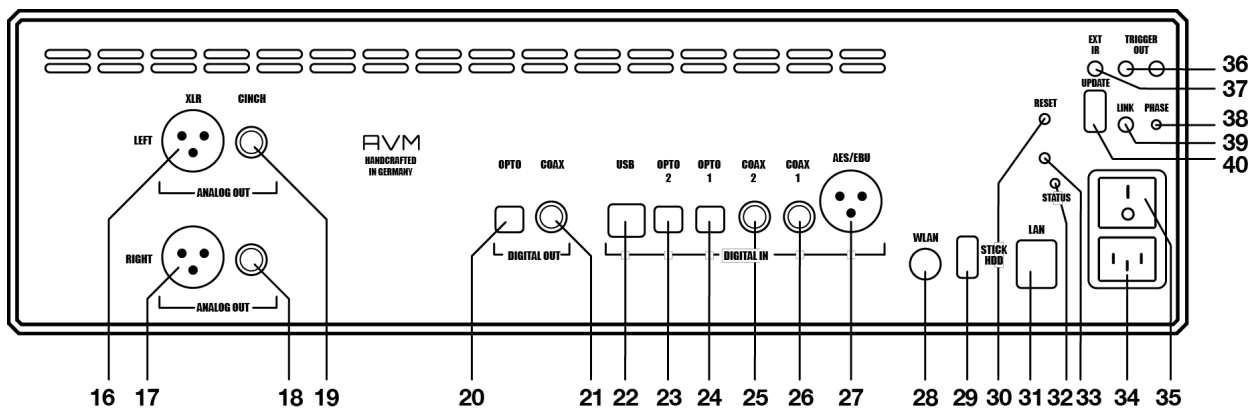 EXT
IR
TRIGGER
OUT
36
37
UPDATE
XLR
CINCH
RESET
LINK
PHASE
38
39
40
LEFT
AVM
HANDCRAFTED
IN GERMANY
ANALOG OUT
OPTO
COAX
USB
OPTO
2
OPTO
1
COAX
2
COAX
1
AES/EBU
STATUS
RIGHT
DIGITAL OUT
DIGITAL IN
WLAN
STICK
HDD
LAN
ANALOG OUT
16 17 18 19 20 21 22 23 24 25 26 27 28 29 30 31 32 33 34 35